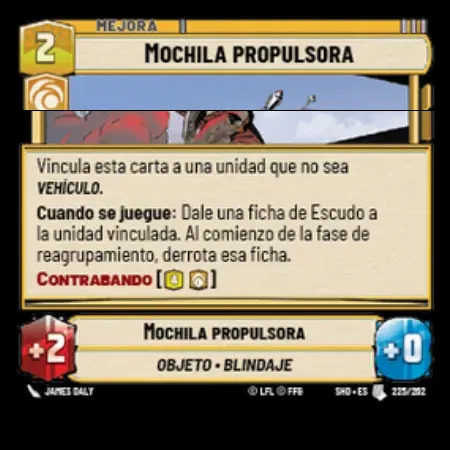 MEJORA
2
MOCHILA PROPULSORA
Vincula esta carta a una unidad que no sea
VEHÍCULO.
Cuando se juegue: Dale una ficha de Escudo a
la unidad vinculada. Al comienzo de la fase de
reagrupamiento, derrota esa ficha.
CONTRABANDO [4 ]
MOCHILA PROPULSORA
+2
+0
OBJETO • BLINDAJE
JAMES DALY
© LFL © FFG
SHD • ES
225/262